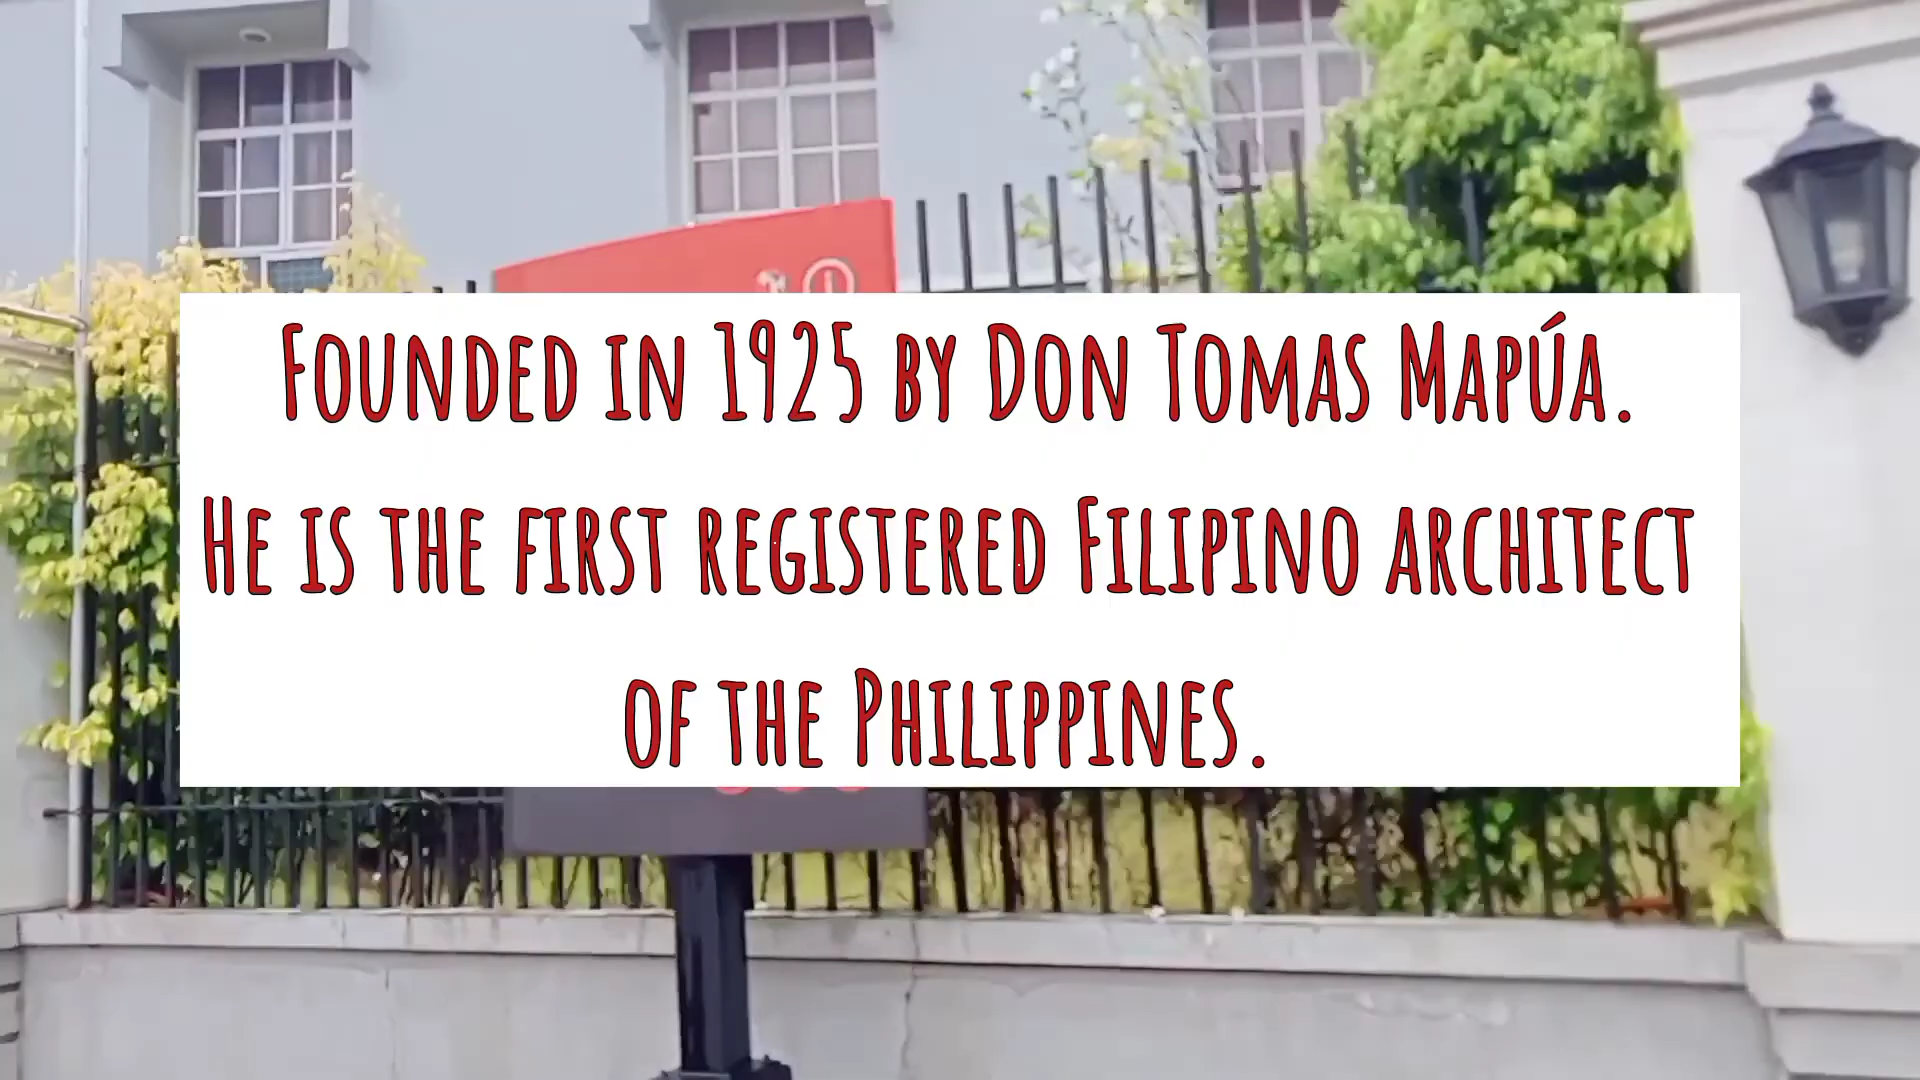 Founded in 1925 by Don Tomas Mapúa.
He is the first registered Filipino architect
of the Philippines.